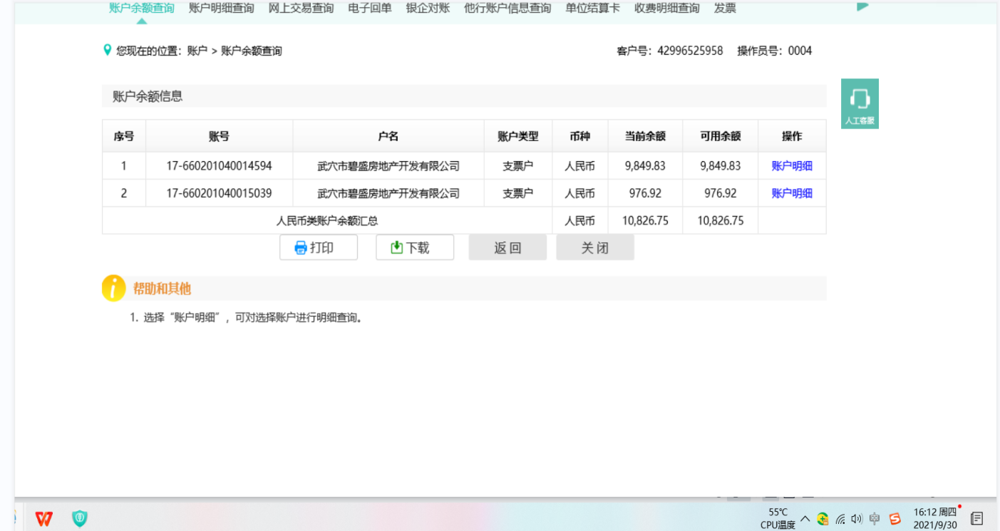 账户余额查询 账户明细查询 网上交易查询 电子回单 银企对账 他行账户信息查询 单位结算卡 收费明细查询 发票
您现在的位置：账户 > 账户余额查询 客户号：42996525958 操作员号：0004
账户余额信息
人工客服
序号 账号 户名 账户类型 币种 当前余额 可用余额 操作
1 17-660201040014594 武穴市碧盛房地产开发有限公司 支票户 人民币 9,849.83 9,849.83 账户明细
2 17-660201040015039 武穴市碧盛房地产开发有限公司 支票户 人民币 976.92 976.92 账户明细
人民币类账户余额汇总 人民币 10,826.75 10,826.75
打印 下载 返回 关闭
帮助和其他
1. 选择“账户明细”，可对选择账户进行明细查询。
55℃ 中 16:12 周四
CPU温度 2021/9/30